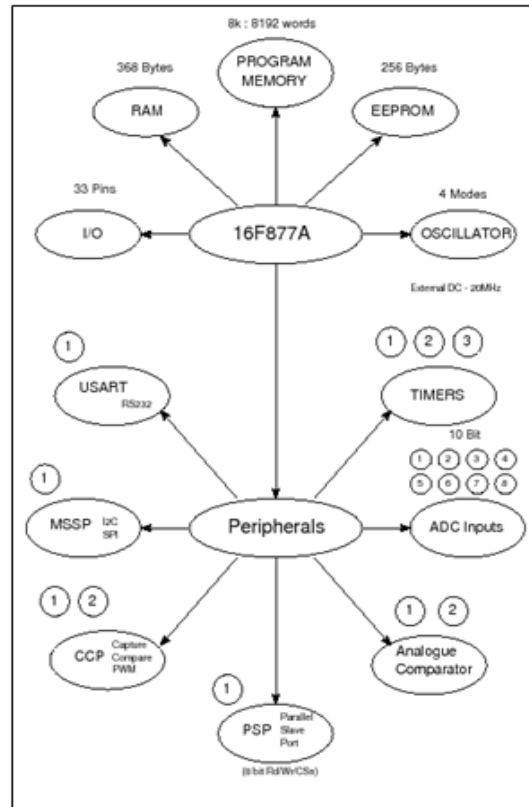 8k : 8192 words
PROGRAM
MEMORY
368 Bytes
RAM
256 Bytes
EEPROM
33 Pins
I/O
16F877A
4 Modes
OSCILLATOR
External DC - 20MHz
1
USART
RS232
1 2 3
TIMERS
10 Bit
1 2 3 4
5 6 7 8
ADC Inputs
1
MSSP
I2C
SPI
Peripherals
1 2
CCP
Capture
Compare
PWM
1 2
Analogue
Comparator
1
PSP
Parallel
Slave
Port
(8 bit Rd/Wr/CSn)